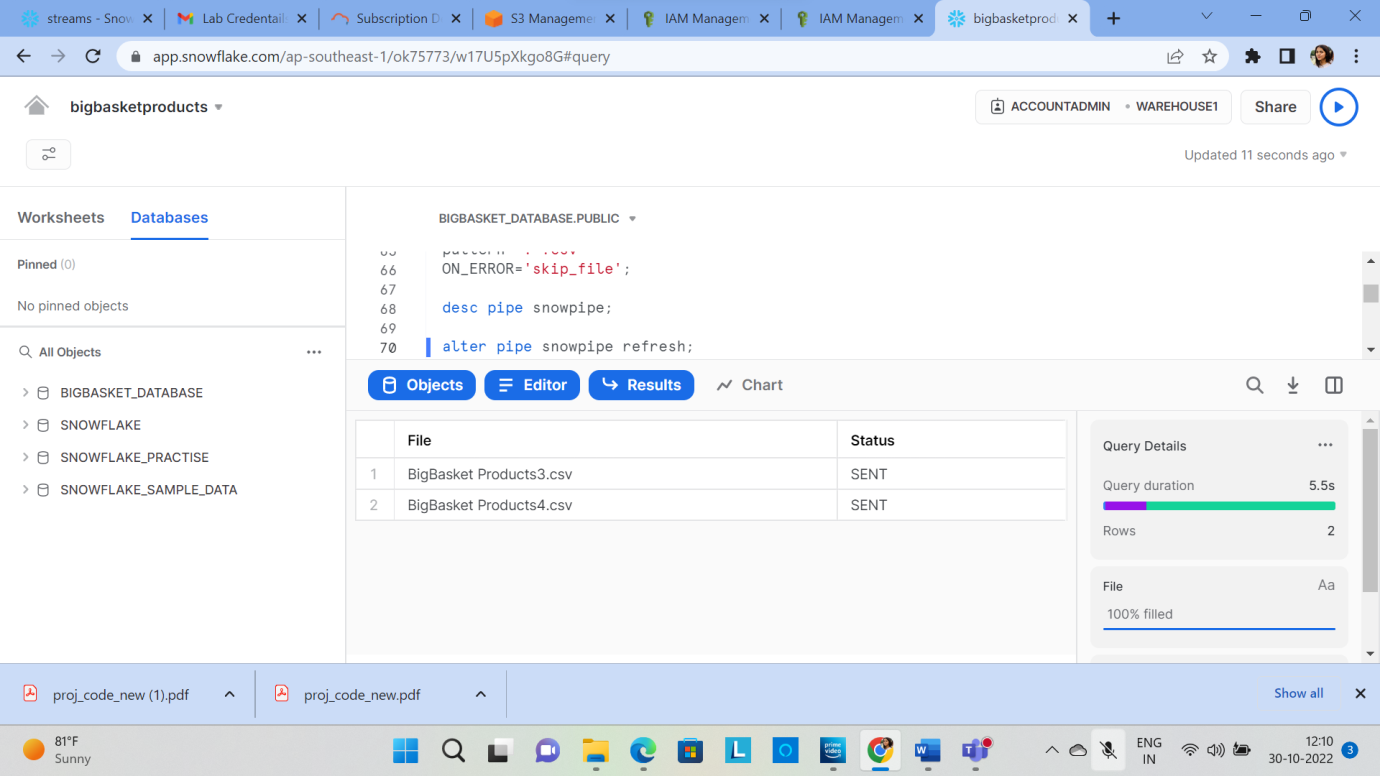 streams - Snow
Lab Credentail
Subscription D
S3 Manageme
IAM Managem
IAM Managem
bigbasketprod
app.snowflake.com/ap-southeast-1/ok75773/w17U5pXkgo8G#query
bigbasketproducts
ACCOUNTADMIN • WAREHOUSE1
Share
Updated 11 seconds ago
Worksheets
Databases
Pinned (0)
No pinned objects
All Objects
BIGBASKET_DATABASE
SNOWFLAKE
SNOWFLAKE_PRACTISE
SNOWFLAKE_SAMPLE_DATA
BIGBASKET_DATABASE.PUBLIC
65
66 ON_ERROR='skip_file';
67
68 desc pipe snowpipe;
69
70 alter pipe snowpipe refresh;
Objects
Editor
Results
Chart
File Status
1 BigBasket Products3.csv SENT
2 BigBasket Products4.csv SENT
Query Details
Query duration 5.5s
Rows 2
File Aa
100% filled
proj_code_new (1).pdf
proj_code_new.pdf
Show all
81°F
Sunny
L
prime video
W
ENG
IN
12:10
30-10-2022
3